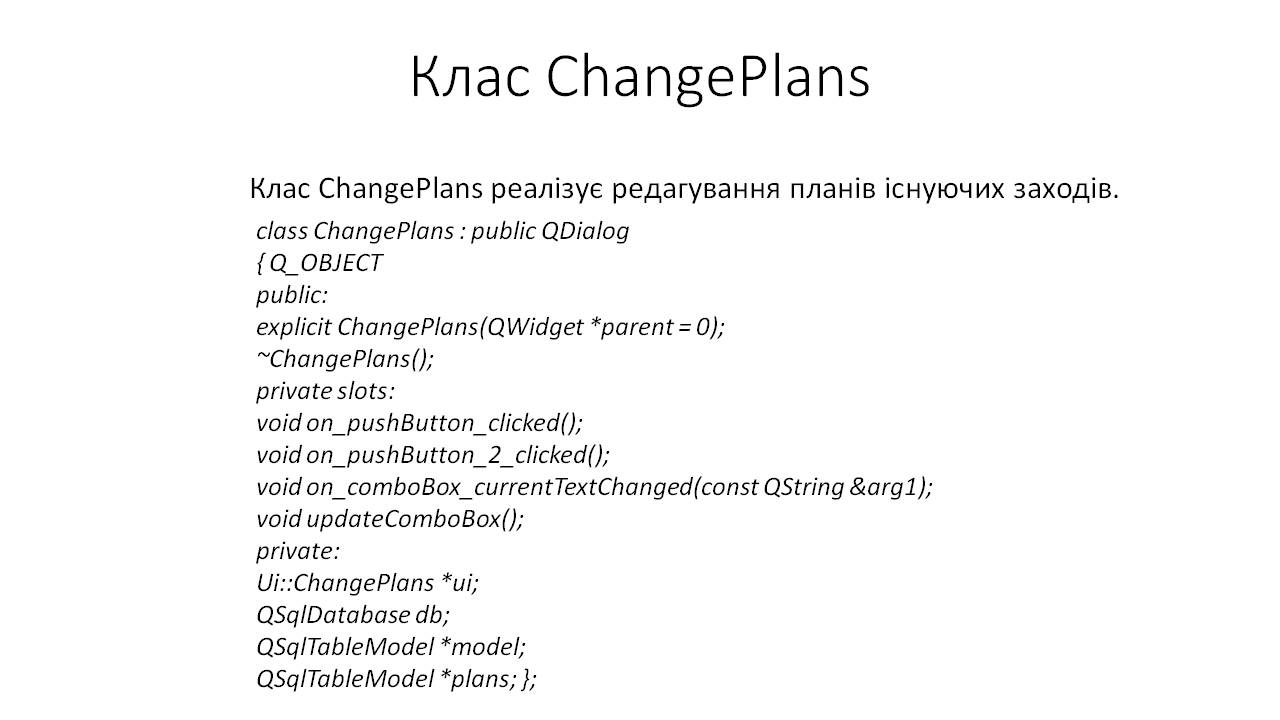 Клас ChangePlans
Клас ChangePlans реалізує редагування планів існуючих заходів.
class ChangePlans : public QDialog
{ Q_OBJECT
public:
explicit ChangePlans(QWidget *parent = 0);
~ChangePlans();
private slots:
void on_pushButton_clicked();
void on_pushButton_2_clicked();
void on_comboBox_currentTextChanged(const QString &arg1);
void updateComboBox();
private:
Ui::ChangePlans *ui;
QSqlDatabase db;
QSqlTableModel *model;
QSqlTableModel *plans; };